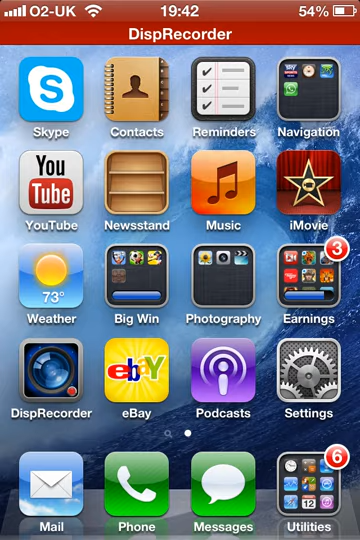 O2-UK 19:42 54%
DispRecorder
Skype Contacts Reminders Navigation
You
Tube
YouTube Newsstand Music iMovie
73°
3
Weather Big Win Photography Earnings
ebay
DispRecorder eBay Podcasts Settings
6
12
Mail Phone Messages Utilities